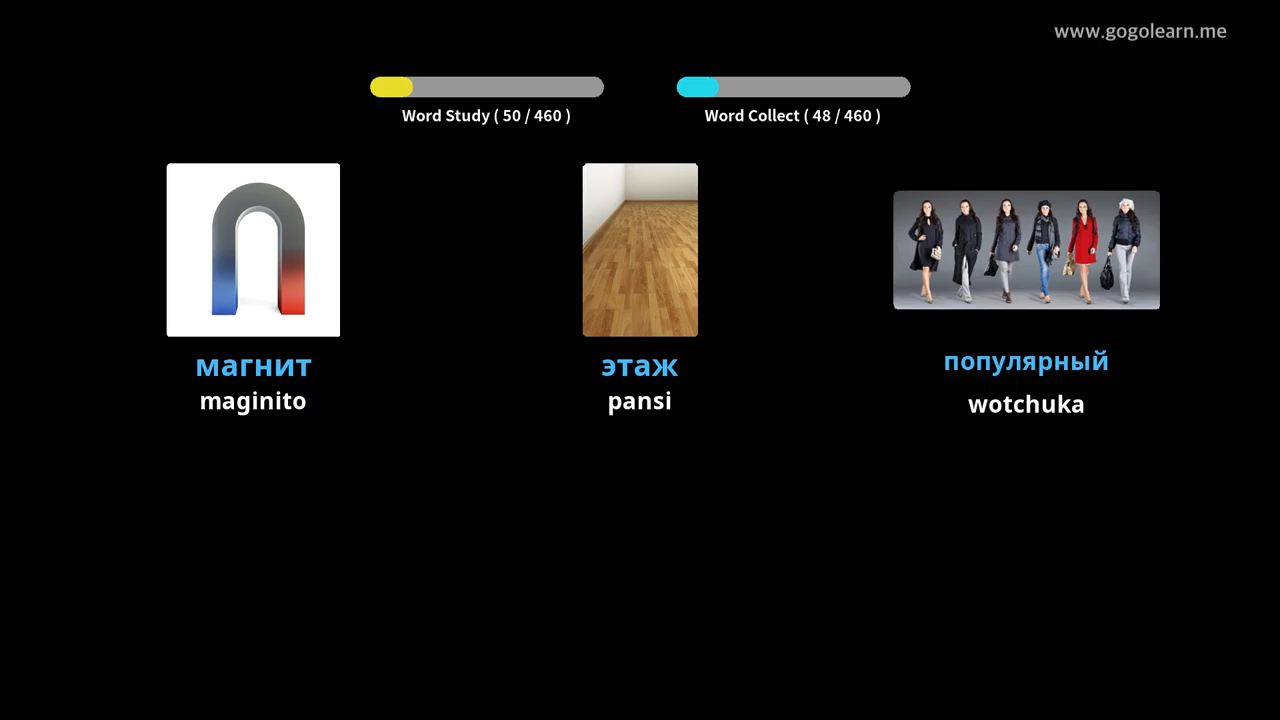 www.gogolearn.me
Word Study ( 50 / 460 )
Word Collect ( 48 / 460 )
магнит
maginito
этаж
pansi
популярный
wotchuka